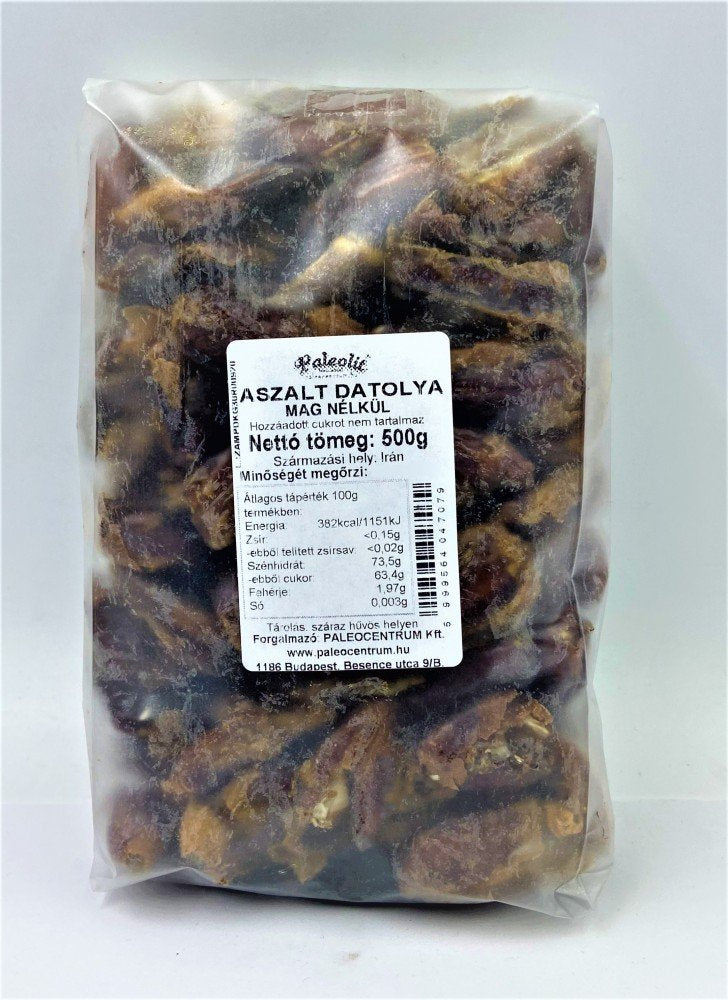 Paleolit
ASZALT DATOLYA
MAG NÉLKÜL
Hozzáadott cukrot nem tartalmaz
Nettó tömeg: 500g
Származási hely: Irán
Minőségét megőrzi:
Átlagos tápérték 100g
termékben:
Energia: 382kcal/1151kJ
Zsír: <0,15g
-ebből telített zsírsav: <0,02g
Szénhidrát: 73,5g
-ebből cukor: 63,4g
Fehérje: 1,97g
Só 0,003g
Tárolás: száraz hűvös helyen
Forgalmazó: PALEOCENTRUM Kft.
www.paleocentrum.hu
1186 Budapest, Besence utca 9/B.
5 999564 047079